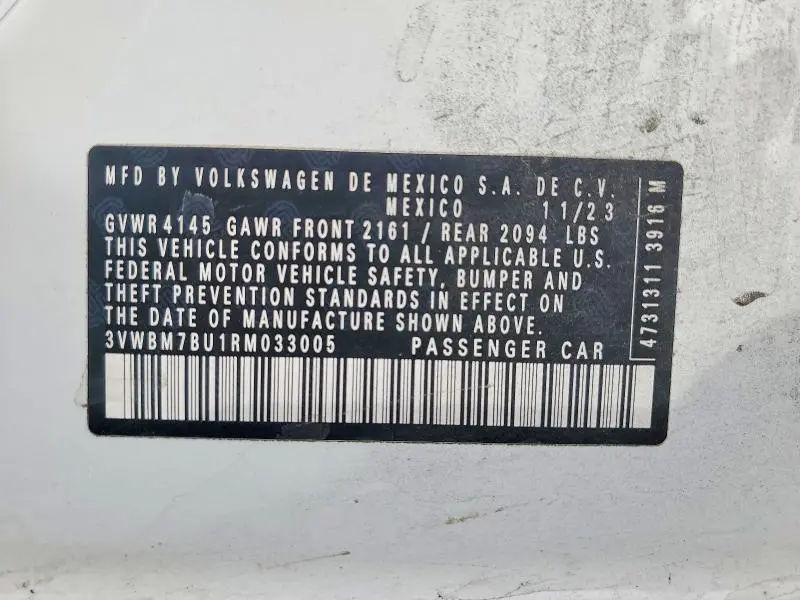 MFD BY VOLKSWAGEN DE MEXICO S.A. DE C.V.
MEXICO 11/23
GVWR 4145 GAWR FRONT 2161 / REAR 2094 LBS
THIS VEHICLE CONFORMS TO ALL APPLICABLE U.S.
FEDERAL MOTOR VEHICLE SAFETY, BUMPER AND
THEFT PREVENTION STANDARDS IN EFFECT ON
THE DATE OF MANUFACTURE SHOWN ABOVE.
3VWBM7BU1RM033005 PASSENGER CAR
4731311 3916 M